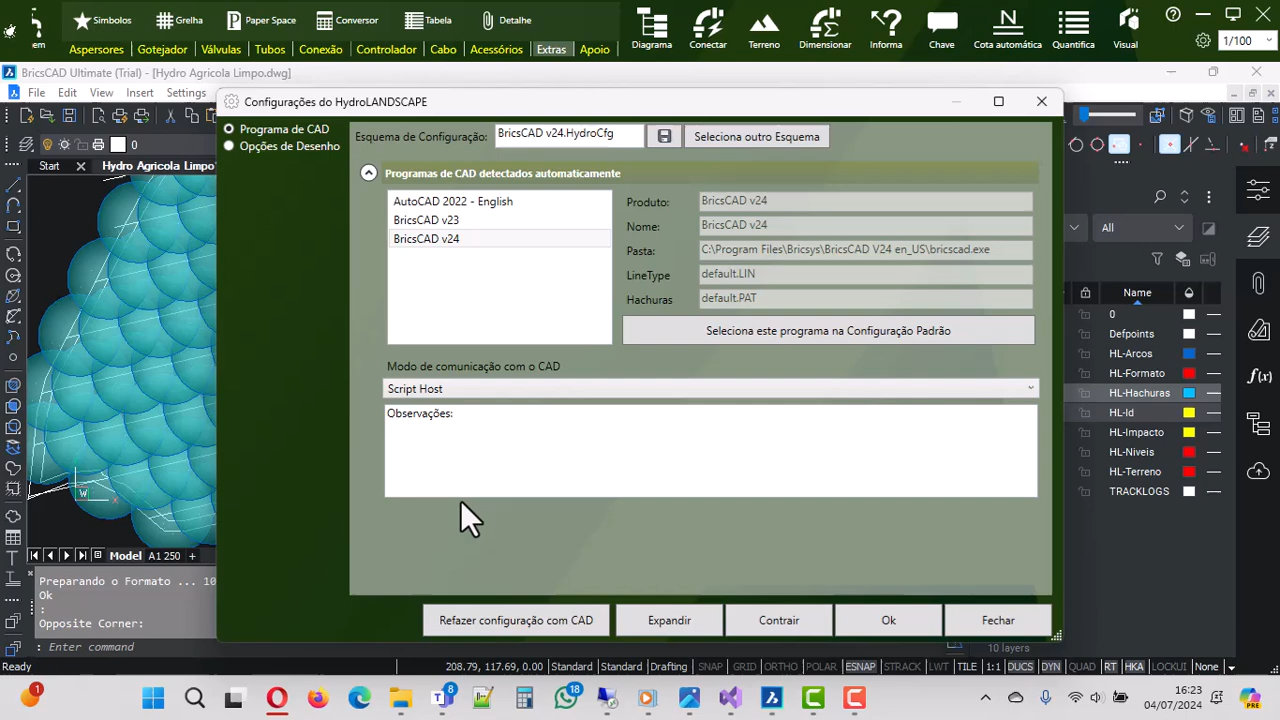 Simbolos
Grelha
Paper Space
Conversor
Tabela
Detalhe
em
Aspersores
Gotejador
Válvulas
Tubos
Conexão
Controlador
Cabo
Acessórios
Extras
Apoio
Diagrama
Conectar
Terreno
Dimensionar
Informa
Chave
Cota automática
Quantifica
Visual
1/100
BricsCAD Ultimate (Trial) - [Hydro Agricola Limpo.dwg]
File Edit View Insert Settings
0
Start
Hydro Agricola Limpo*
Configurações do HydroLANDSCAPE
Programa de CAD
Opções de Desenho
Esquema de Configuração:
BricsCAD v24.HydroCfg
Seleciona outro Esquema
Programas de CAD detectados automaticamente
AutoCAD 2022 - English
BricsCAD v23
BricsCAD v24
Produto:
BricsCAD v24
Nome:
BricsCAD v24
Pasta:
C:\Program Files\Bricsys\BricsCAD V24 en_US\bricscad.exe
LineType
default.LIN
Hachuras
default.PAT
Seleciona este programa na Configuração Padrão
Modo de comunicação com o CAD
Script Host
Observações:
Refazer configuração com CAD
Expandir
Contrair
Ok
Fechar
All
Name
0
Defpoints
HL-Arcos
HL-Formato
HL-Hachuras
HL-Id
HL-Impacto
HL-Niveis
HL-Terreno
TRACKLOGS
10 layers
f(x)
W
Model A1 250 +
Preparando o Formato ... 10
Ok
:
Opposite Corner:
: Enter command
Ready
208.79, 117.69, 0.00 Standard Standard Drafting SNAP GRID ORTHO POLAR ESNAP STRACK LWT TILE 1:1 DUCS DYN QUAD RT HKA LOCKUI None
1
8
18
16:23
04/07/2024
PRE